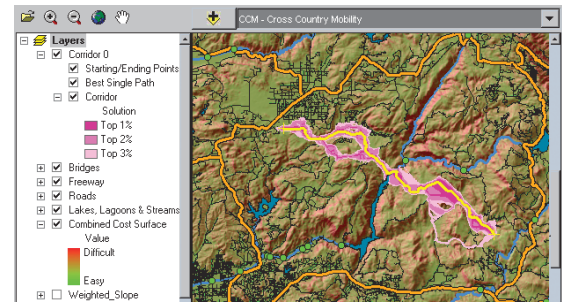 CCM - Cross Country Mobility
Layers
Corridor 0
Starting/Ending Points
Best Single Path
Corridor
Solution
Top 1%
Top 2%
Top 3%
Bridges
Freeway
Roads
Lakes, Lagoons & Streams
Combined Cost Surface
Value
Difficult
Easy
Weighted_Slope